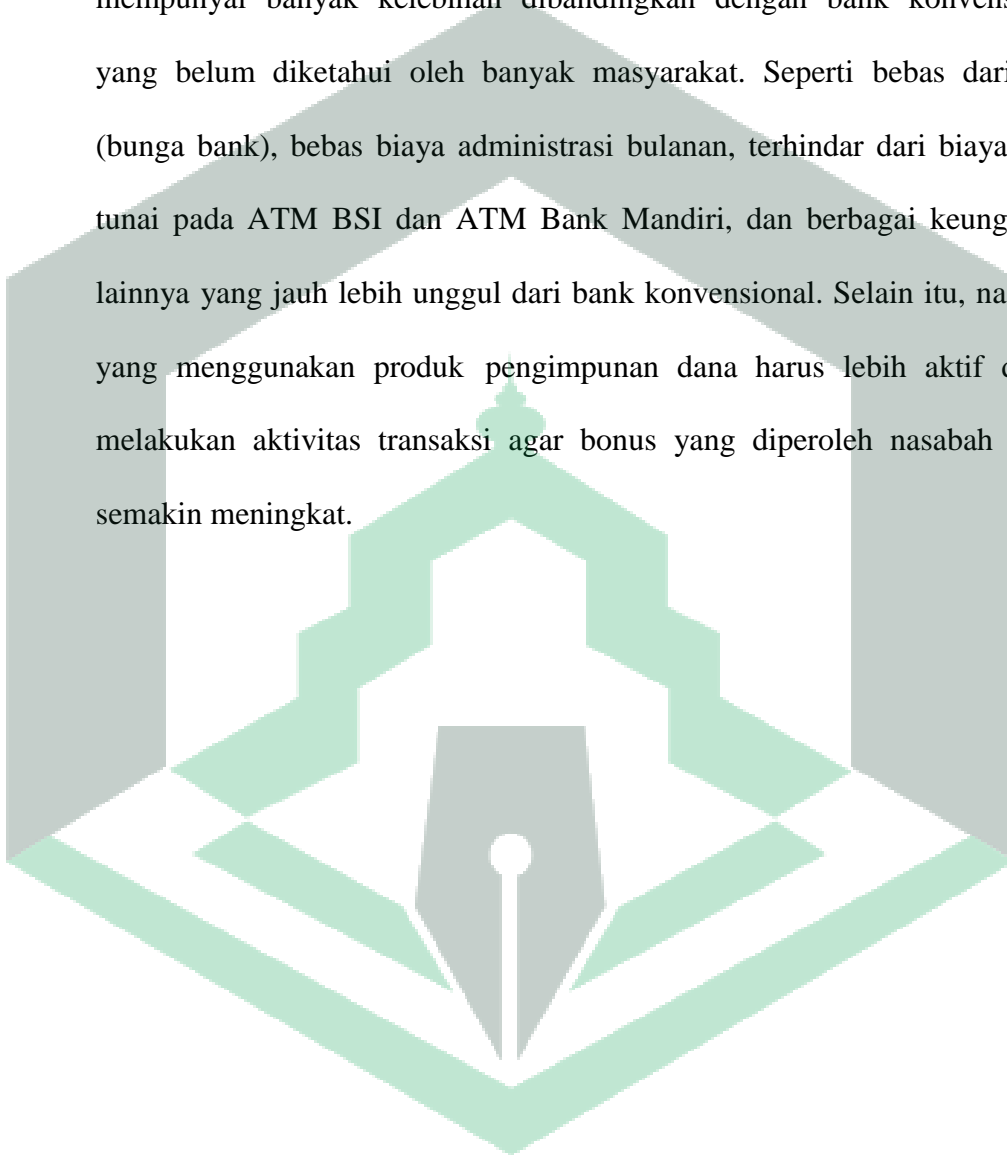 mempunyai banyak kelebihan dibandingkan dengan bank
yang belum diketahui oleh banyak masyarakat. Seperti bebas dari
(bunga bank), bebas biaya administrasi bulanan, terhindar dari biaya
tunai pada ATM BSI dan ATM Bank Mandiri, dan berbagai
lainnya yang jauh lebih unggul dari bank konvensional. Selain itu,
yang menggunakan produk pengimpunan dana harus lebih aktif
melakukan aktivitas transaksi agar bonus yang diperoleh nasabah
semakin meningkat.